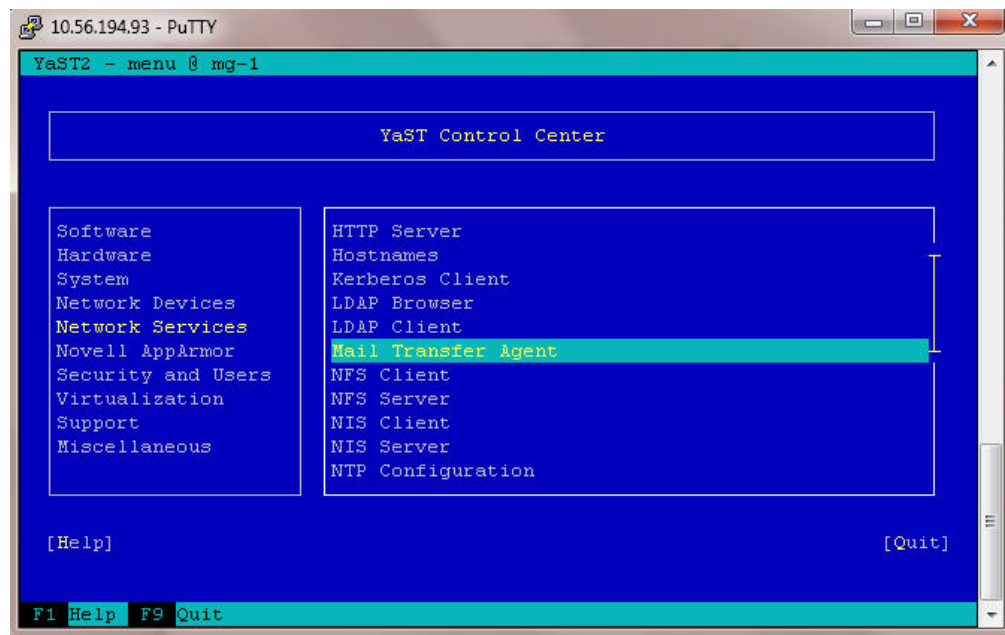 10.56.194.93 - PuTTY
YaST2 - menu @ mg-1
YaST Control Center
Software
Hardware
System
Network Devices
Network Services
Novell AppArmor
Security and Users
Virtualization
Support
Miscellaneous
HTTP Server
Hostnames
Kerberos Client
LDAP Browser
LDAP Client
Mail Transfer Agent
NFS Client
NFS Server
NIS Client
NIS Server
NTP Configuration
[Help] [Quit]
F1 Help F9 Quit